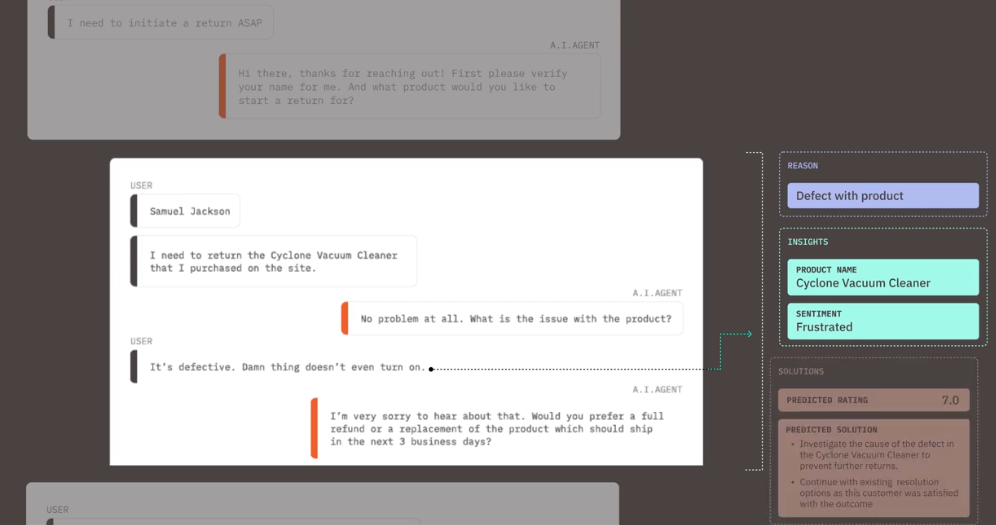 I need to initiate a return ASAP
A.I.AGENT
Hi there, thanks for reaching out! First please verify
your name for me. And what product would you like to
start a return for?
USER
Samuel Jackson
I need to return the Cyclone Vacuum Cleaner
that I purchased on the site.
A.I.AGENT
No problem at all. What is the issue with the product?
USER
It's defective. Damn thing doesn't even turn on.
A.I.AGENT
I'm very sorry to hear about that. Would you prefer a full
refund or a replacement of the product which should ship
in the next 3 business days?
USER
REASON
Defect with product
INSIGHTS
PRODUCT NAME
Cyclone Vacuum Cleaner
SENTIMENT
Frustrated
SOLUTIONS
PREDICTED RATING 7.0
PREDICTED SOLUTION
• Investigate the cause of the defect in
the Cyclone Vacuum Cleaner to
prevent further returns.
• Continue with existing resolution
options as this customer was satisfied
with the outcome